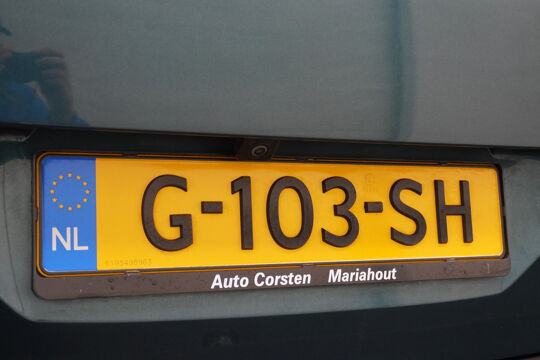 G-103-SH
NL
Auto Corsten Mariahout